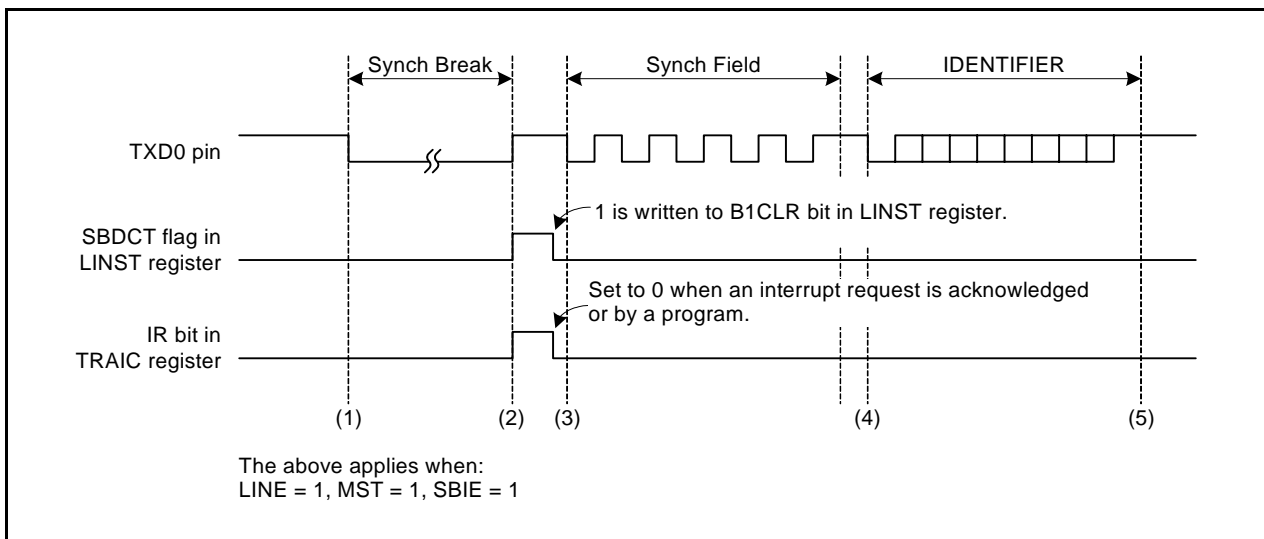 Synch Break
Synch Field
IDENTIFIER
TXD0 pin
1 is written to B1CLR bit in LINST register.
SBDCT flag in
LINST register
Set to 0 when an interrupt request is acknowledged
or by a program.
IR bit in
TRAIC register
(1)
(2)
(3)
(4)
(5)
The above applies when:
LINE = 1, MST = 1, SBIE = 1